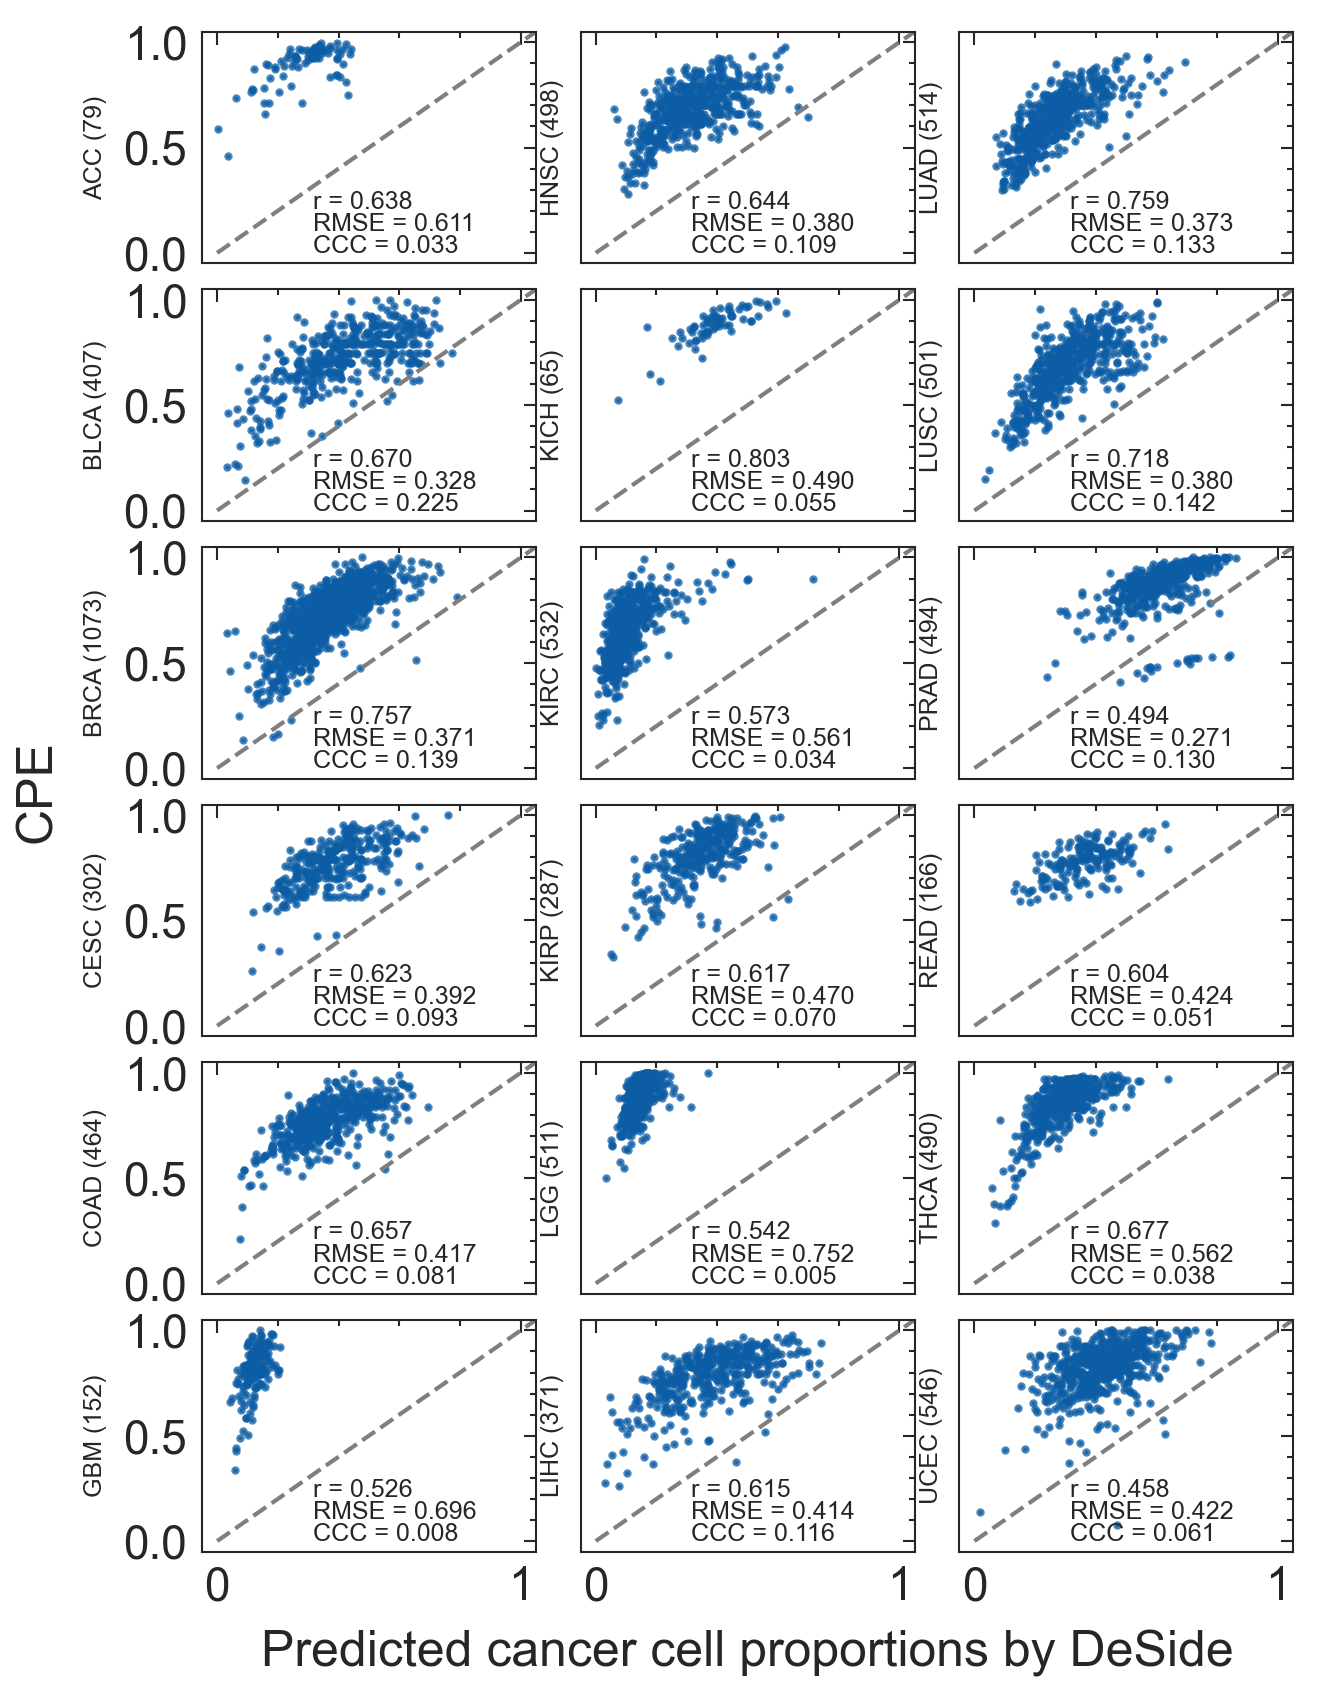 CPE
ACC (79)
1.0
0.5
0.0
r = 0.638
RMSE = 0.611
CCC = 0.033
HNSC (498)
r = 0.644
RMSE = 0.380
CCC = 0.109
LUAD (514)
r = 0.759
RMSE = 0.373
CCC = 0.133
BLCA (407)
1.0
0.5
0.0
r = 0.670
RMSE = 0.328
CCC = 0.225
KICH (65)
r = 0.803
RMSE = 0.490
CCC = 0.055
LUSC (501)
r = 0.718
RMSE = 0.380
CCC = 0.142
BRCA (1073)
1.0
0.5
0.0
r = 0.757
RMSE = 0.371
CCC = 0.139
KIRC (532)
r = 0.573
RMSE = 0.561
CCC = 0.034
PRAD (494)
r = 0.494
RMSE = 0.271
CCC = 0.130
CESC (302)
1.0
0.5
0.0
r = 0.623
RMSE = 0.392
CCC = 0.093
KIRP (287)
r = 0.617
RMSE = 0.470
CCC = 0.070
READ (166)
r = 0.604
RMSE = 0.424
CCC = 0.051
COAD (464)
1.0
0.5
0.0
r = 0.657
RMSE = 0.417
CCC = 0.081
LGG (511)
r = 0.542
RMSE = 0.752
CCC = 0.005
THCA (490)
r = 0.677
RMSE = 0.562
CCC = 0.038
GBM (152)
1.0
0.5
0.0
r = 0.526
RMSE = 0.696
CCC = 0.008
LIHC (371)
r = 0.615
RMSE = 0.414
CCC = 0.116
UCEC (546)
r = 0.458
RMSE = 0.422
CCC = 0.061
0 1 0 1 0 1
Predicted cancer cell proportions by DeSide